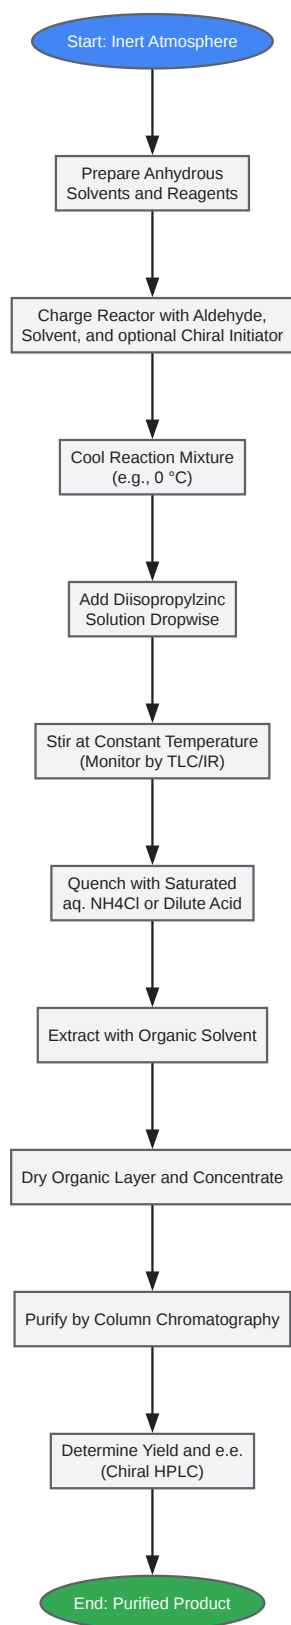 Start: Inert Atmosphere
Prepare Anhydrous
Solvents and Reagents
Charge Reactor with Aldehyde,
Solvent, and optional Chiral Initiator
Cool Reaction Mixture
(e.g., 0 °C)
Add Diisopropylzinc
Solution Dropwise
Stir at Constant Temperature
(Monitor by TLC/IR)
Quench with Saturated
aq. NH4Cl or Dilute Acid
Extract with Organic Solvent
Dry Organic Layer and Concentrate
Purify by Column Chromatography
Determine Yield and e.e.
(Chiral HPLC)
End: Purified Product